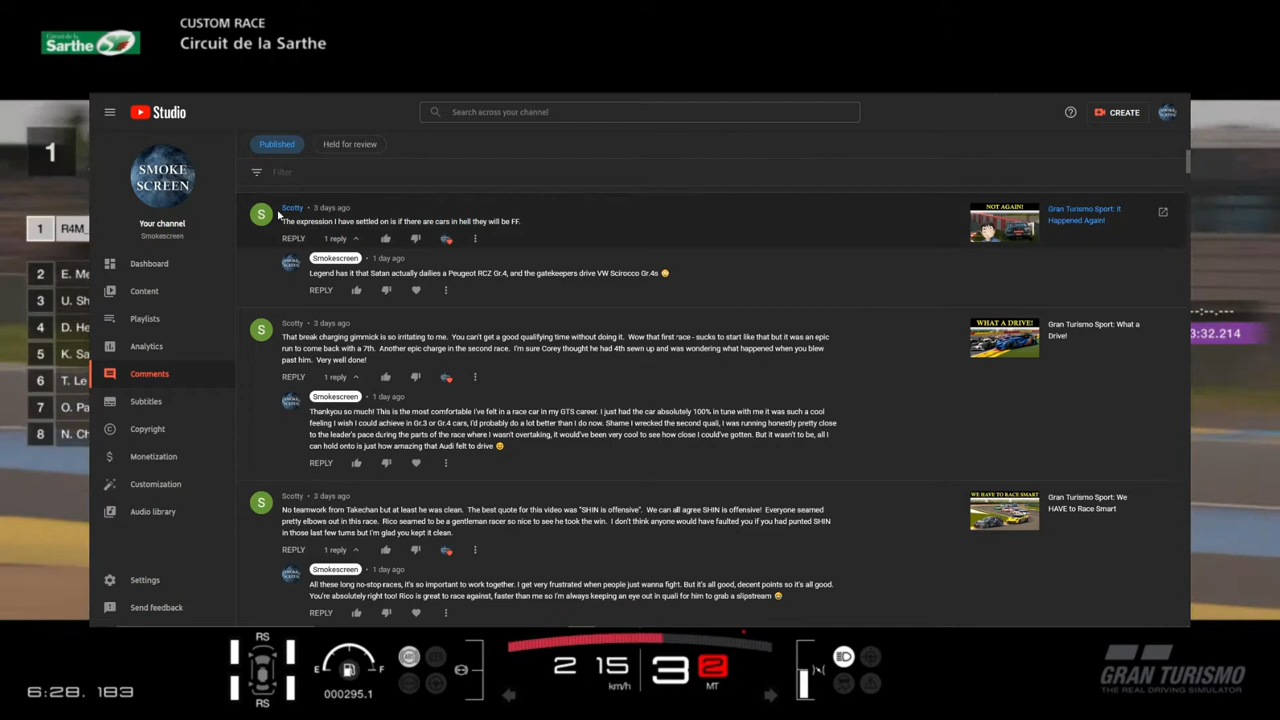 CUSTOM RACE
Sarthe
Circuit de la Sarthe
Studio
Search across your channel
CREATE
SMOKE
SCREEN
Your channel
Smokescreen
Dashboard
Content
Playlists
Analytics
Comments
Subtitles
Copyright
Monetization
Customization
Audio library
Settings
Send feedback
Published
Held for review
Filter
S
Scotty • 3 days ago
The expression I have settled on is if there are cars in hell they will be FF.
REPLY 1 reply
NOT AGAIN!
Gran Turismo Sport: It
Happened Again!
Smokescreen • 1 day ago
Legend has it that Satan actually dailies a Peugeot RCZ Gr.4, and the gatekeepers drive VW Scirocco Gr.4s
REPLY
S
Scotty • 3 days ago
That break charging gimmick is so irritating to me. You can't get a good qualifying time without doing it. Wow that first race - sucks to start like that but it was an epic
run to come back with a 7th. Another epic charge in the second race. I'm sure Corey thought he had 4th sewn up and was wondering what happened when you blew
past him. Very well done!
REPLY 1 reply
WHAT A DRIVE!
Gran Turismo Sport: What a
Drive!
Smokescreen • 1 day ago
Thankyou so much! This is the most comfortable I've felt in a race car in my GTS career. I just had the car absolutely 100% in tune with me it was such a cool
feeling I wish I could achieve in Gr.3 or Gr.4 cars, I'd probably do a lot better than I do now. Shame I wrecked the second quali, I was running honestly pretty close
to the leader's pace during the parts of the race where I wasn't overtaking, it would've been very cool to see how close I could've gotten. But it wasn't to be, all I
can hold onto is just how amazing that Audi felt to drive
REPLY
S
Scotty • 3 days ago
No teamwork from Takechan but at least he was clean. The best quote for this video was "SHIN is offensive". We can all agree SHIN is offensive! Everyone seamed
pretty elbows out in this race. Rico seemed to be a gentleman racer so nice to see he took the win. I don't think anyone would have faulted you if you had punted SHIN
in those last few turns but I'm glad you kept it clean.
REPLY 1 reply
WE HAVE TO RACE SMART
Gran Turismo Sport: We
HAVE to Race Smart
Smokescreen • 1 day ago
All these long no-stop races, it's so important to work together. I get very frustrated when people just wanna fight. But it's all good, decent points so it's all good.
You're absolutely right too! Rico is great to race against, faster than me so I'm always keeping an eye out in quali for him to grab a slipstream
REPLY
1
1 R4M_
2 E. Me
3 U. Sh
4 D. He
5 K. Sa
6 T. Le
7 O. Pa
8 N. Ch
--:--.---
3:32.214
6:28.183
RS
RS
E F
000295.1
2 15
km/h
3 2
MT
GRAN TURISMO
THE REAL DRIVING SIMULATOR